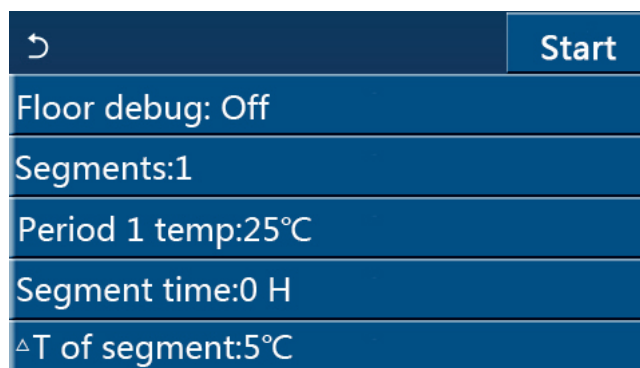 Start
Floor debug: Off
Segments:1
Period 1 temp:25℃
Segment time:0 H
△T of segment:5℃